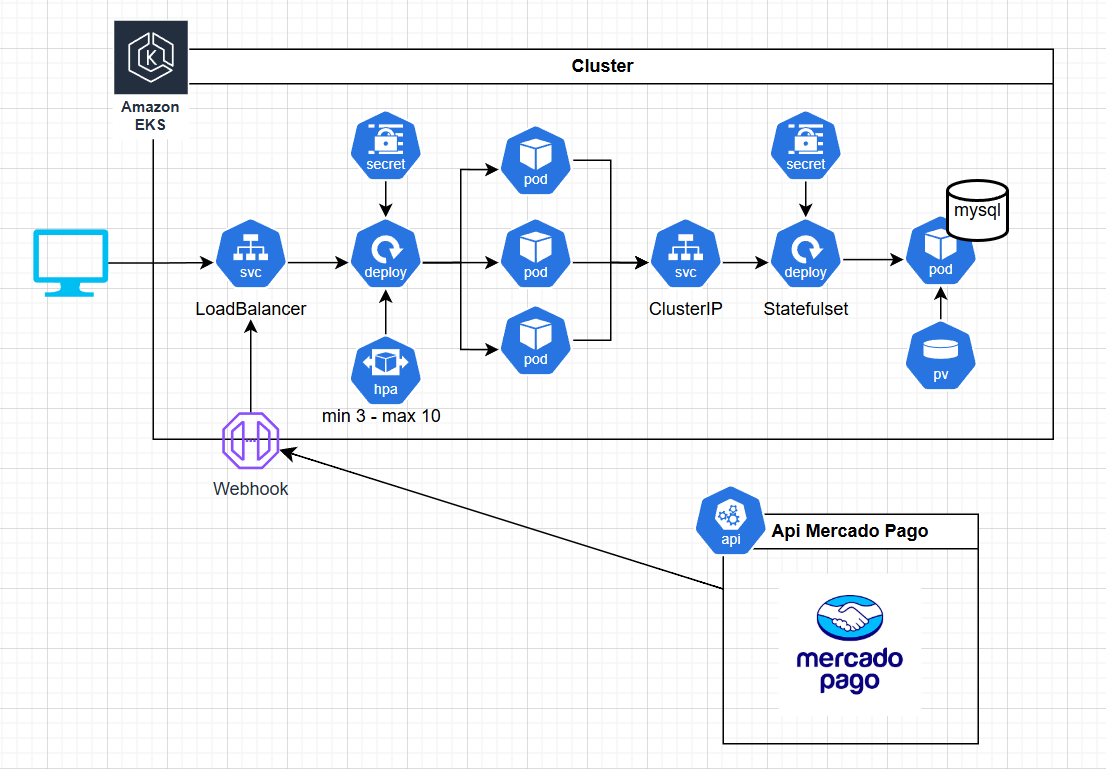 Cluster
Amazon
EKS
secret
pod
secret
mysql
svc
deploy
pod
svc
deploy
pod
LoadBalancer
ClusterIP
Statefulset
pod
hpa
pv
min 3 - max 10
Webhook
api
Api Mercado Pago
mercado
pago